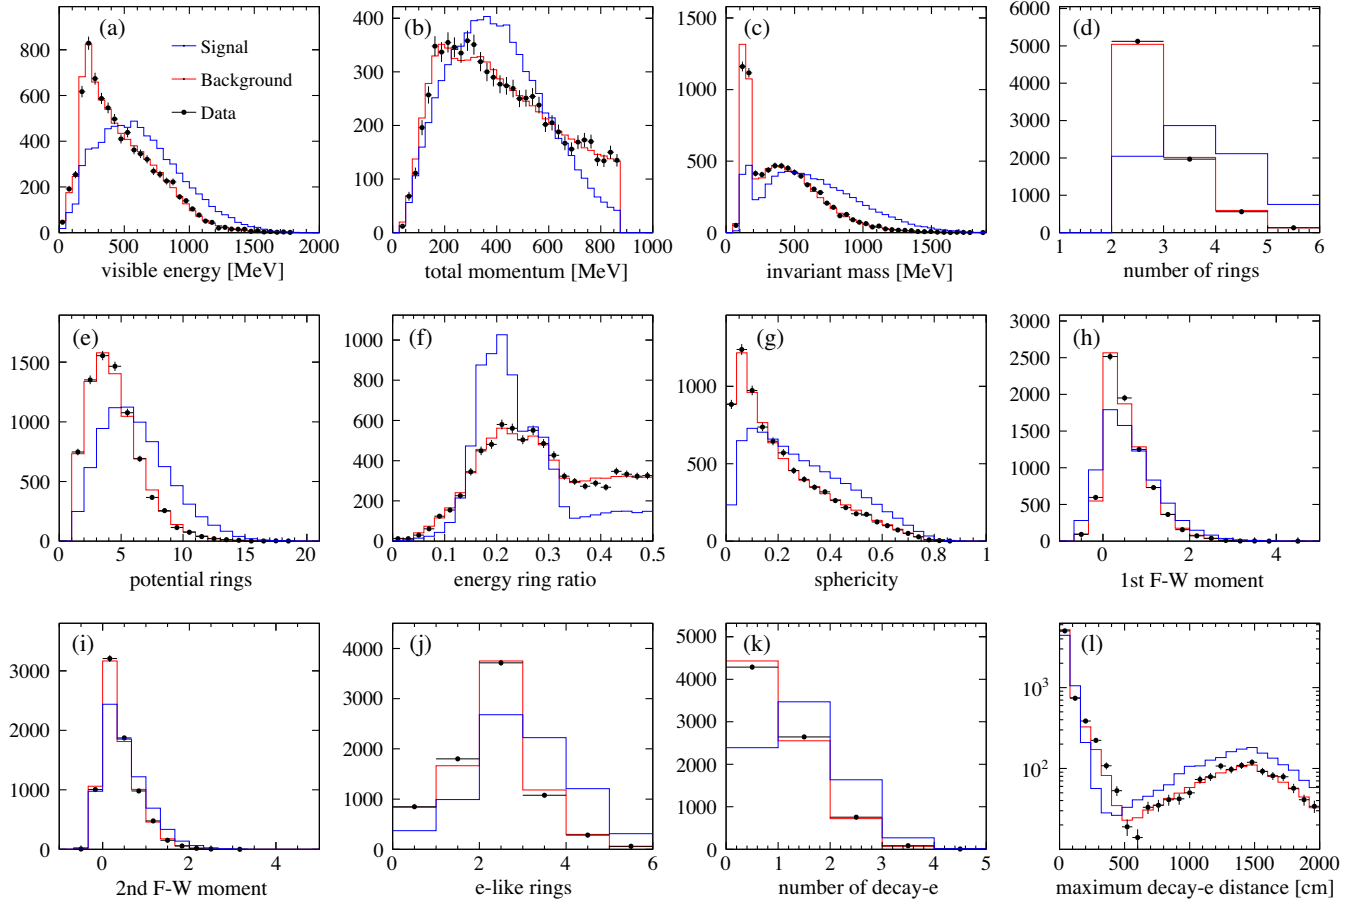 (a)
Signal
Background
Data
0
200
400
600
800
0 500 1000 1500 2000
visible energy [MeV]
(b)
0
100
200
300
400
0 200 400 600 800 1000
total momentum [MeV]
(c)
0
500
1000
1500
0 500 1000 1500
invariant mass [MeV]
(d)
0
1000
2000
3000
4000
5000
6000
1 2 3 4 5 6
number of rings
(e)
0
500
1000
1500
0 5 10 15 20
potential rings
(f)
0
200
400
600
800
1000
0 0.1 0.2 0.3 0.4 0.5
energy ring ratio
(g)
0
500
1000
0 0.2 0.4 0.6 0.8 1
sphericity
(h)
0
500
1000
1500
2000
2500
3000
0 2 4
1st F-W moment
(i)
0
1000
2000
3000
0 2 4
2nd F-W moment
(j)
0
1000
2000
3000
4000
0 2 4 6
e-like rings
(k)
0
1000
2000
3000
4000
5000
0 1 2 3 4 5
number of decay-e
(l)
10²
10³
0 500 1000 1500 2000
maximum decay-e distance [cm]